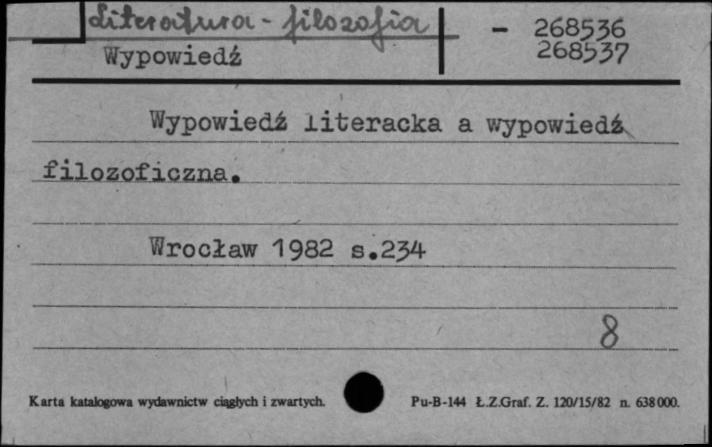 Literatura - filozofia
- 268536
Wypowiedź
268537
Wypowiedź literacka a wypowiedź
filozoficzna.
Wrocław 1982 s.234
8
Karta katalogowa wydawnictw ciągłych i zwartych.
Pu-B-144 Ł.Z.Graf. Z. 120/15/82 n. 638000.